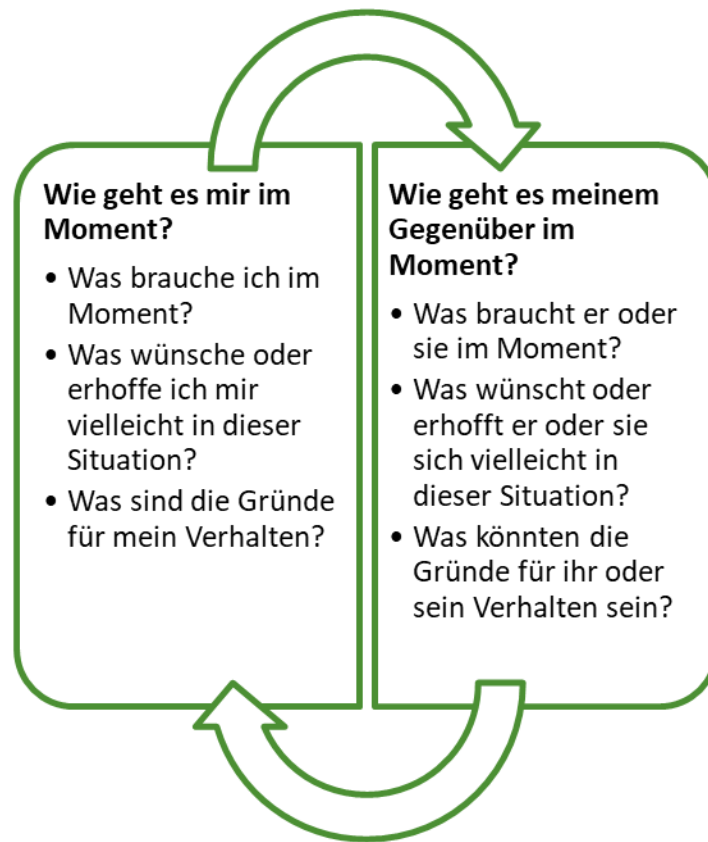 Wie geht es mir im
Moment?
• Was brauche ich im
Moment?
• Was wünsche oder
erhoffe ich mir
vielleicht in dieser
Situation?
• Was sind die Gründe
für mein Verhalten?
Wie geht es meinem
Gegenüber im
Moment?
• Was braucht er oder
sie im Moment?
• Was wünscht oder
erhofft er oder sie
sich vielleicht in
dieser Situation?
• Was könnten die
Gründe für ihr oder
sein Verhalten sein?